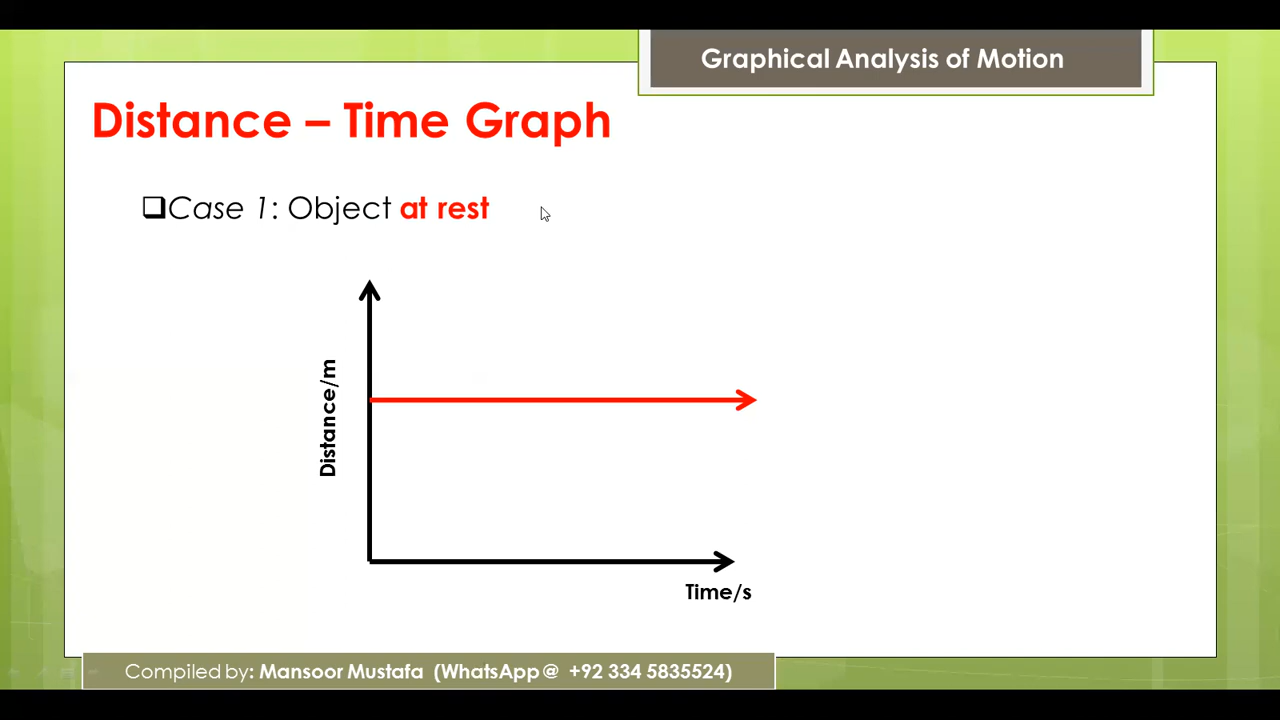 Graphical Analysis of Motion
Distance – Time Graph
❑Case 1: Object at rest
Distance/m
Time/s
Compiled by: Mansoor Mustafa (WhatsApp@ +92 334 5835524)